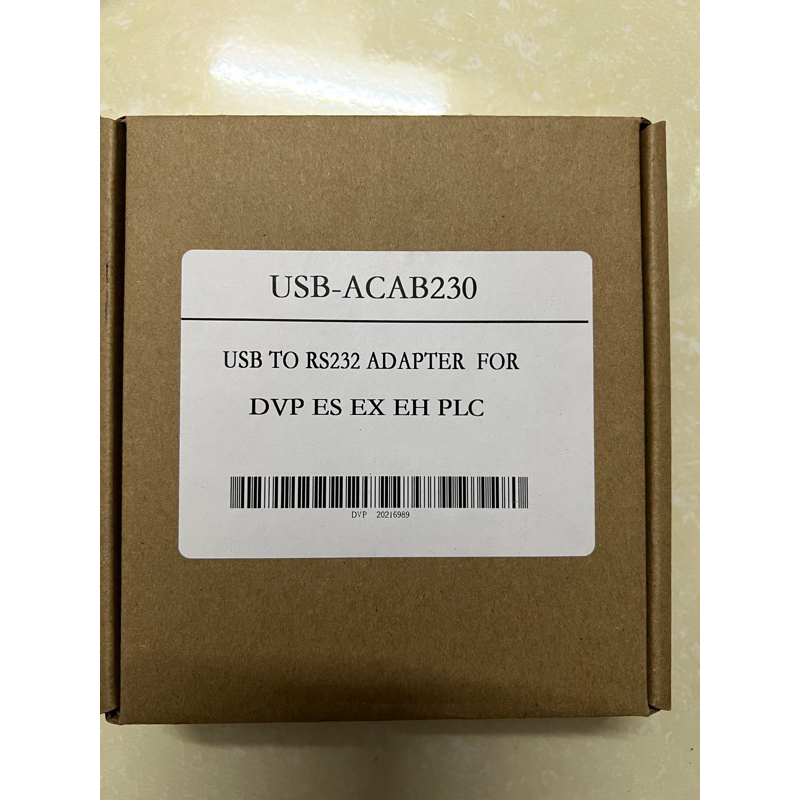 USB-ACAB230
USB TO RS232 ADAPTER FOR
DVP ES EX EH PLC
DVP 20216989